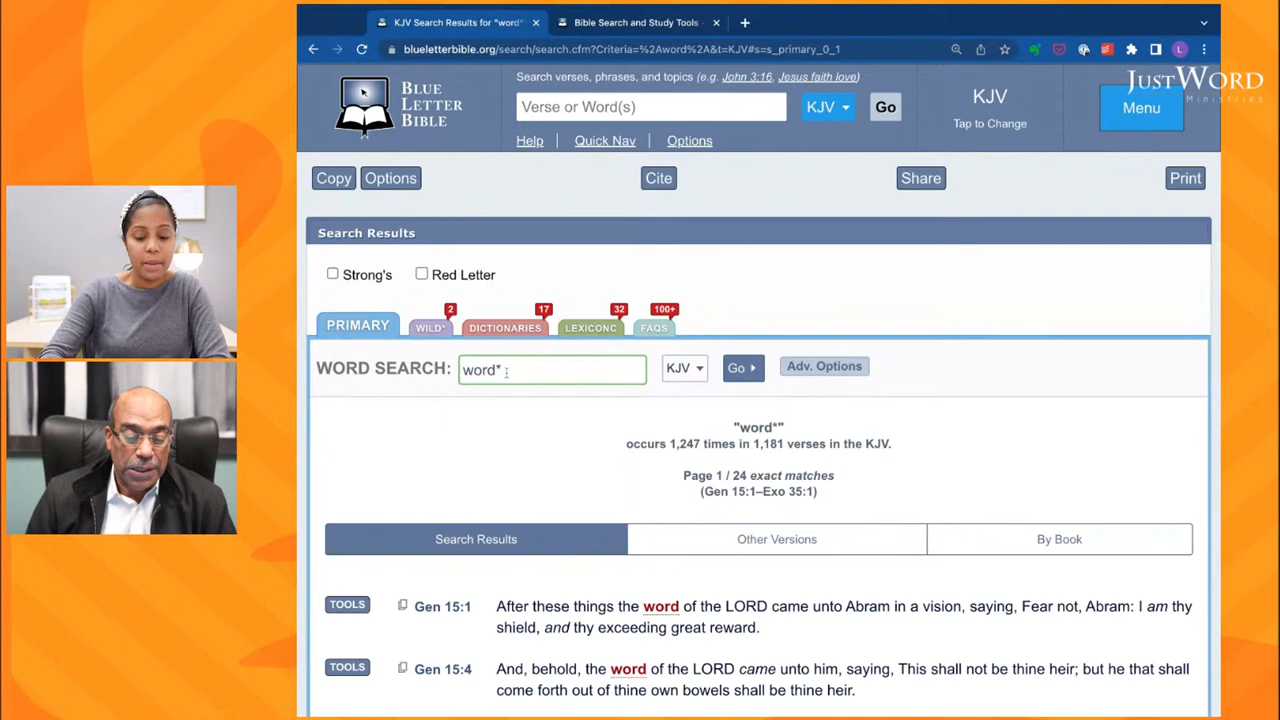 KJV Search Results for "word*"
Bible Search and Study Tools -
blueletterbible.org/search/search.cfm?Criteria=%2Aword%2A&t=KJV#s=s_primary_0_1
L
JUSTWORD
Ministries
BLUE
LETTER
BIBLE
Search verses, phrases, and topics (e.g. John 3:16, Jesus faith love)
Verse or Word(s)
KJV
Go
Help
Quick Nav
Options
KJV
Tap to Change
Menu
Copy
Options
Cite
Share
Print
Search Results
Strong's
Red Letter
PRIMARY
WILD*
2
DICTIONARIES
17
LEXICONC
32
FAQS
100+
WORD SEARCH:
word*
KJV
Go
Adv. Options
"word*"
occurs 1,247 times in 1,181 verses in the KJV.
Page 1 / 24 exact matches
(Gen 15:1–Exo 35:1)
Search Results
Other Versions
By Book
TOOLS
Gen 15:1
After these things the word of the LORD came unto Abram in a vision, saying, Fear not, Abram: I am thy
shield, and thy exceeding great reward.
TOOLS
Gen 15:4
And, behold, the word of the LORD came unto him, saying, This shall not be thine heir; but he that shall
come forth out of thine own bowels shall be thine heir.